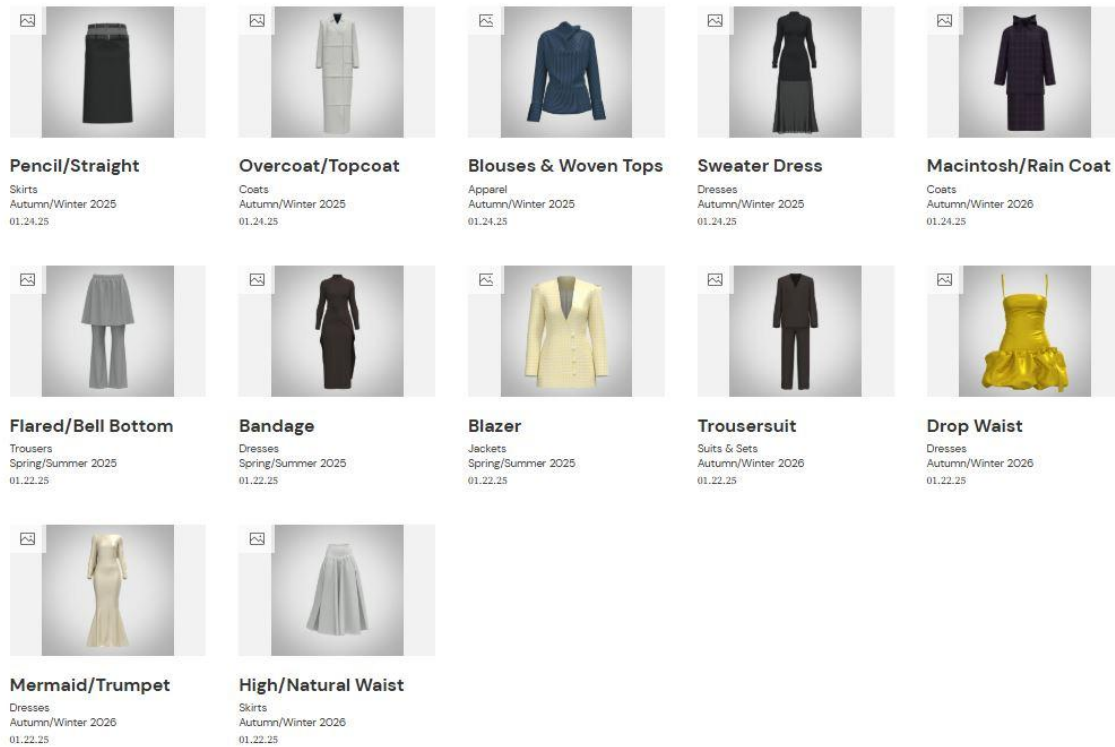 Pencil/Straight
Skirts
Autumn/Winter 2025
01.24.25
Overcoat/Topcoat
Coats
Autumn/Winter 2025
01.24.25
Blouses & Woven Tops
Apparel
Autumn/Winter 2025
01.24.25
Sweater Dress
Dresses
Autumn/Winter 2025
01.24.25
Macintosh/Rain Coat
Coats
Autumn/Winter 2026
01.24.25
Flared/Bell Bottom
Trousers
Spring/Summer 2025
01.22.25
Bandage
Dresses
Spring/Summer 2025
01.22.25
Blazer
Jackets
Spring/Summer 2025
01.22.25
Trousersuit
Suits & Sets
Autumn/Winter 2026
01.22.25
Drop Waist
Dresses
Autumn/Winter 2026
01.22.25
Mermaid/Trumpet
Dresses
Autumn/Winter 2026
01.22.25
High/Natural Waist
Skirts
Autumn/Winter 2026
01.22.25